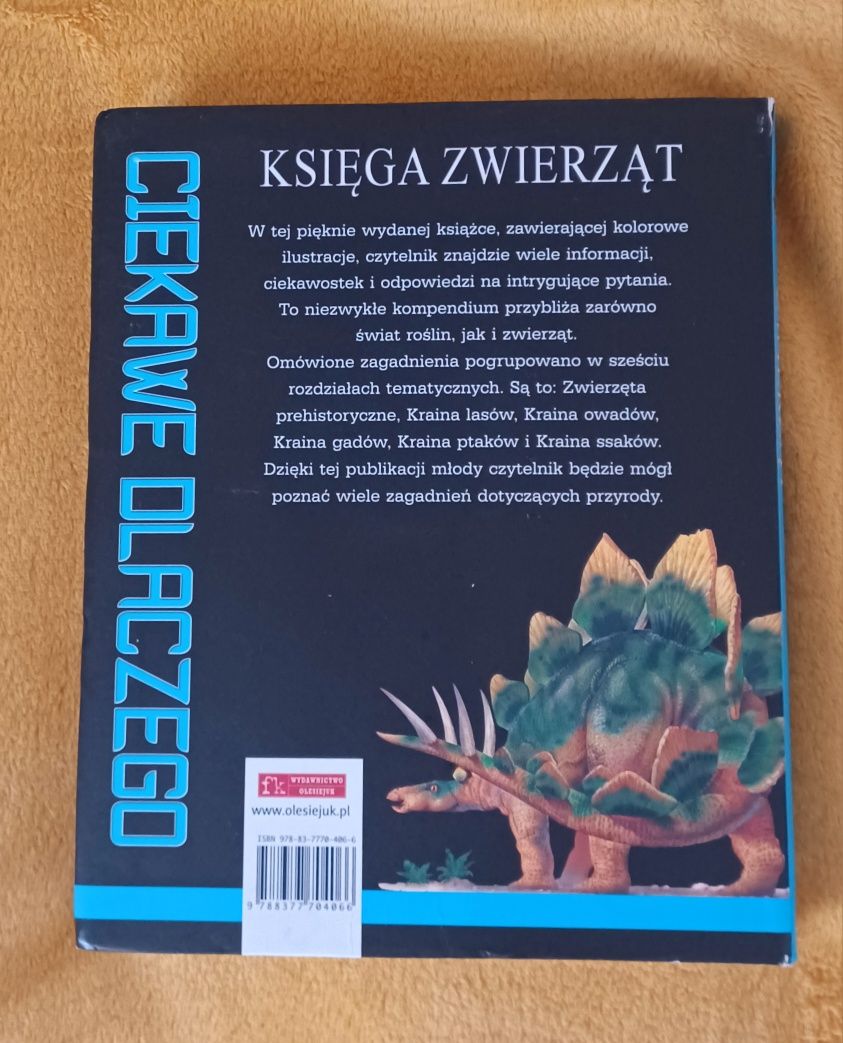 CIEKAWE DLACZEGO
KSIĘGA ZWIERZĄT
W tej pięknie wydanej książce, zawierającej kolorowe
ilustracje, czytelnik znajdzie wiele informacji,
ciekawostek i odpowiedzi na intrygujące pytania.
To niezwykłe kompendium przybliża zarówno
świat roślin, jak i zwierząt.
Omówione zagadnienia pogrupowano w sześciu
rozdziałach tematycznych. Są to: Zwierzęta
prehistoryczne, Kraina lasów, Kraina owadów,
Kraina gadów, Kraina ptaków i Kraina ssaków.
Dzięki tej publikacji młody czytelnik będzie mógł
poznać wiele zagadnień dotyczących przyrody.
fk WYDAWNICTWO
OLESIEJUK
www.olesiejuk.pl
ISBN 978-83-7770-406-6
9 788377 704066